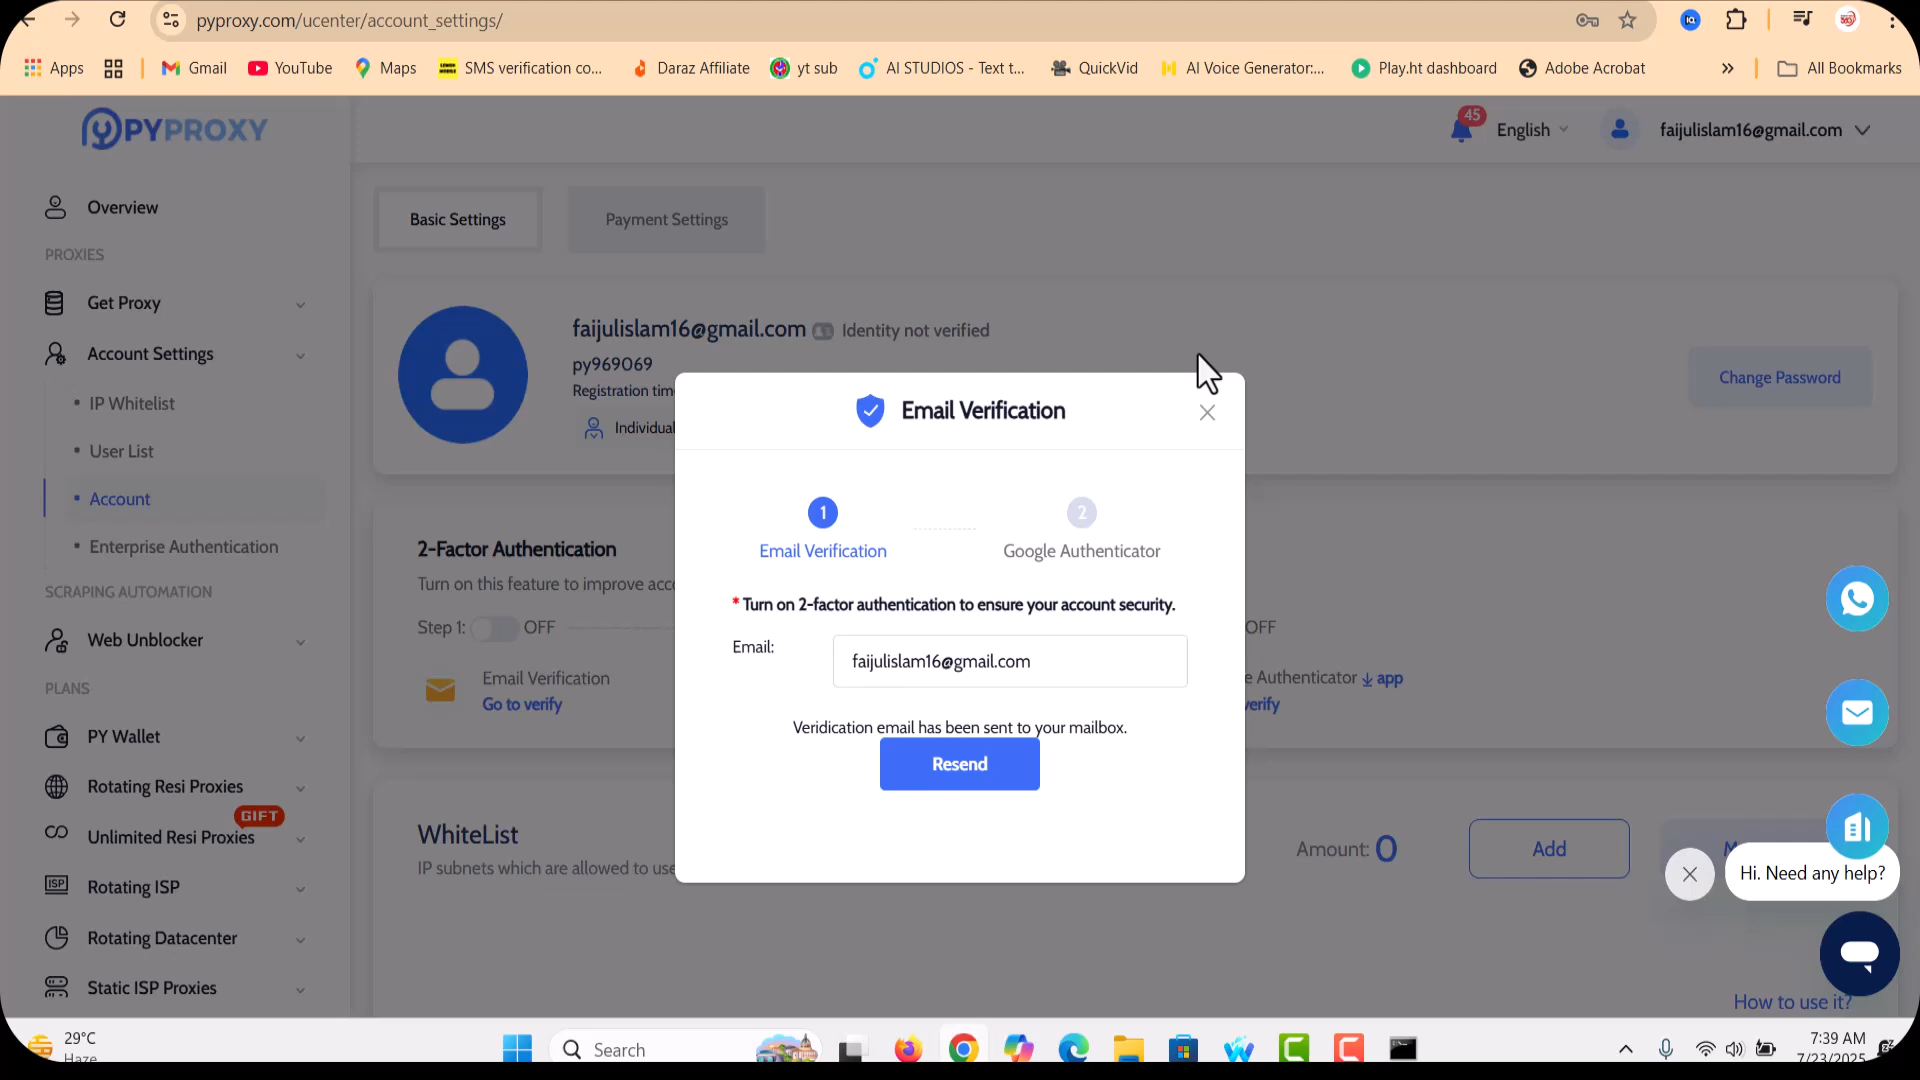 pyproxy.com/ucenter/account_settings/
Apps
Gmail
YouTube
Maps
SMS verification co...
Daraz Affiliate
yt sub
AI STUDIOS - Text t...
QuickVid
AI Voice Generator:...
Play.ht dashboard
Adobe Acrobat
»
All Bookmarks
PYPROXY
45
English
faijulislam16@gmail.com
Overview
PROXIES
Get Proxy
Account Settings
IP Whitelist
User List
Account
Enterprise Authentication
SCRAPING AUTOMATION
Web Unblocker
PLANS
PY Wallet
Rotating Resi Proxies
GIFT
Unlimited Resi Proxies
ISP
Rotating ISP
Rotating Datacenter
Static ISP Proxies
Basic Settings
Payment Settings
faijulislam16@gmail.com
Identity not verified
py969069
Registration tim
Individual
Change Password
2-Factor Authentication
Turn on this feature to improve acc
Step 1:
OFF
Email Verification
Go to verify
OFF
e Authenticator
app
verify
WhiteList
IP subnets which are allowed to use
Amount: 0
Add
M
Email Verification
1
2
Email Verification
Google Authenticator
* Turn on 2-factor authentication to ensure your account security.
Email:
faijulislam16@gmail.com
Veridication email has been sent to your mailbox.
Resend
Hi. Need any help?
How to use it?
29°C
Haze
Search
7:39 AM
7/23/2025